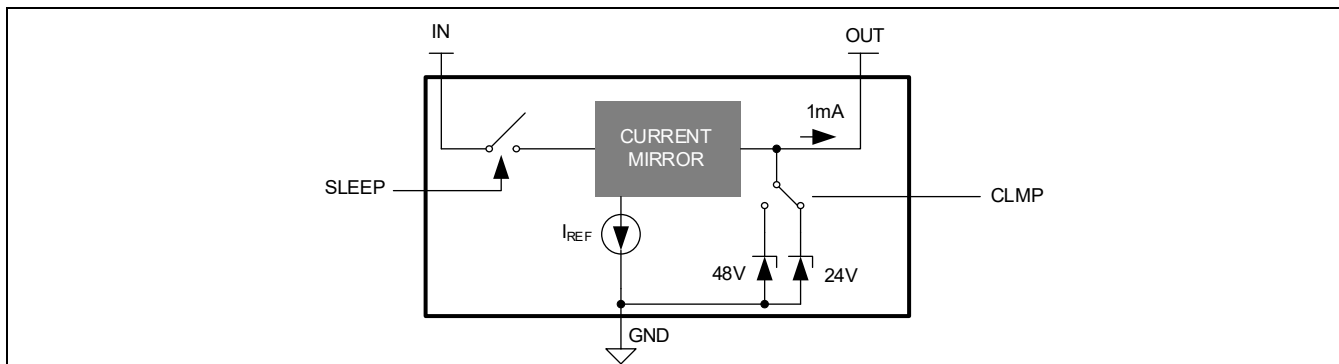 IN
OUT
1mA
CURRENT
MIRROR
SLEEP
CLMP
IREF
48V
24V
GND